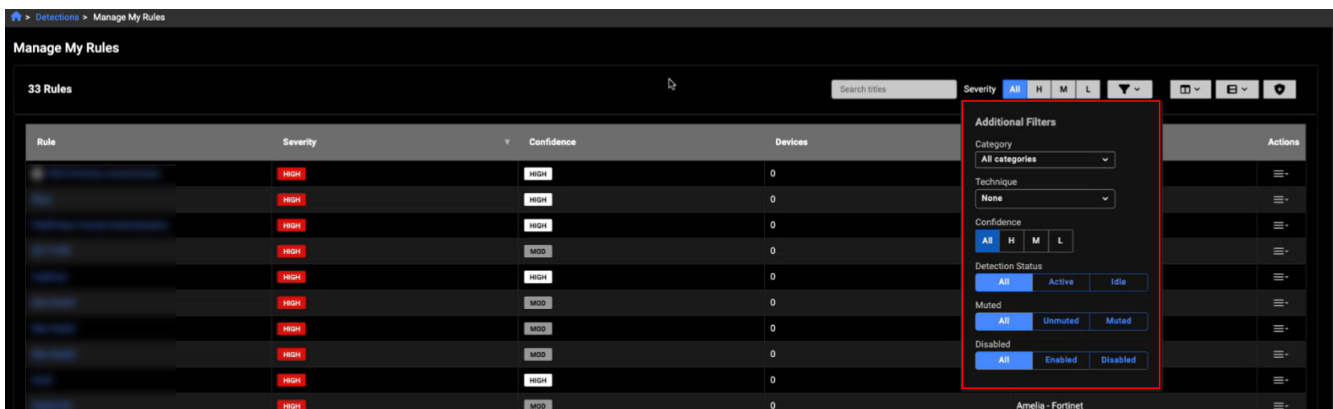 > Detections > Manage My Rules
Manage My Rules
33 Rules
Search titles
Severity All H M L
Rule Severity Confidence Devices Actions
HIGH HIGH 0
HIGH HIGH 0
HIGH HIGH 0
HIGH MOD 0
HIGH HIGH 0
HIGH MOD 0
HIGH MOD 0
HIGH MOD 0
HIGH HIGH 0
HIGH MOD 0 Amelia - Fortinet
Additional Filters
Category
All categories
Technique
None
Confidence
All H M L
Detection Status
All Active Idle
Muted
All Unmuted Muted
Disabled
All Enabled Disabled